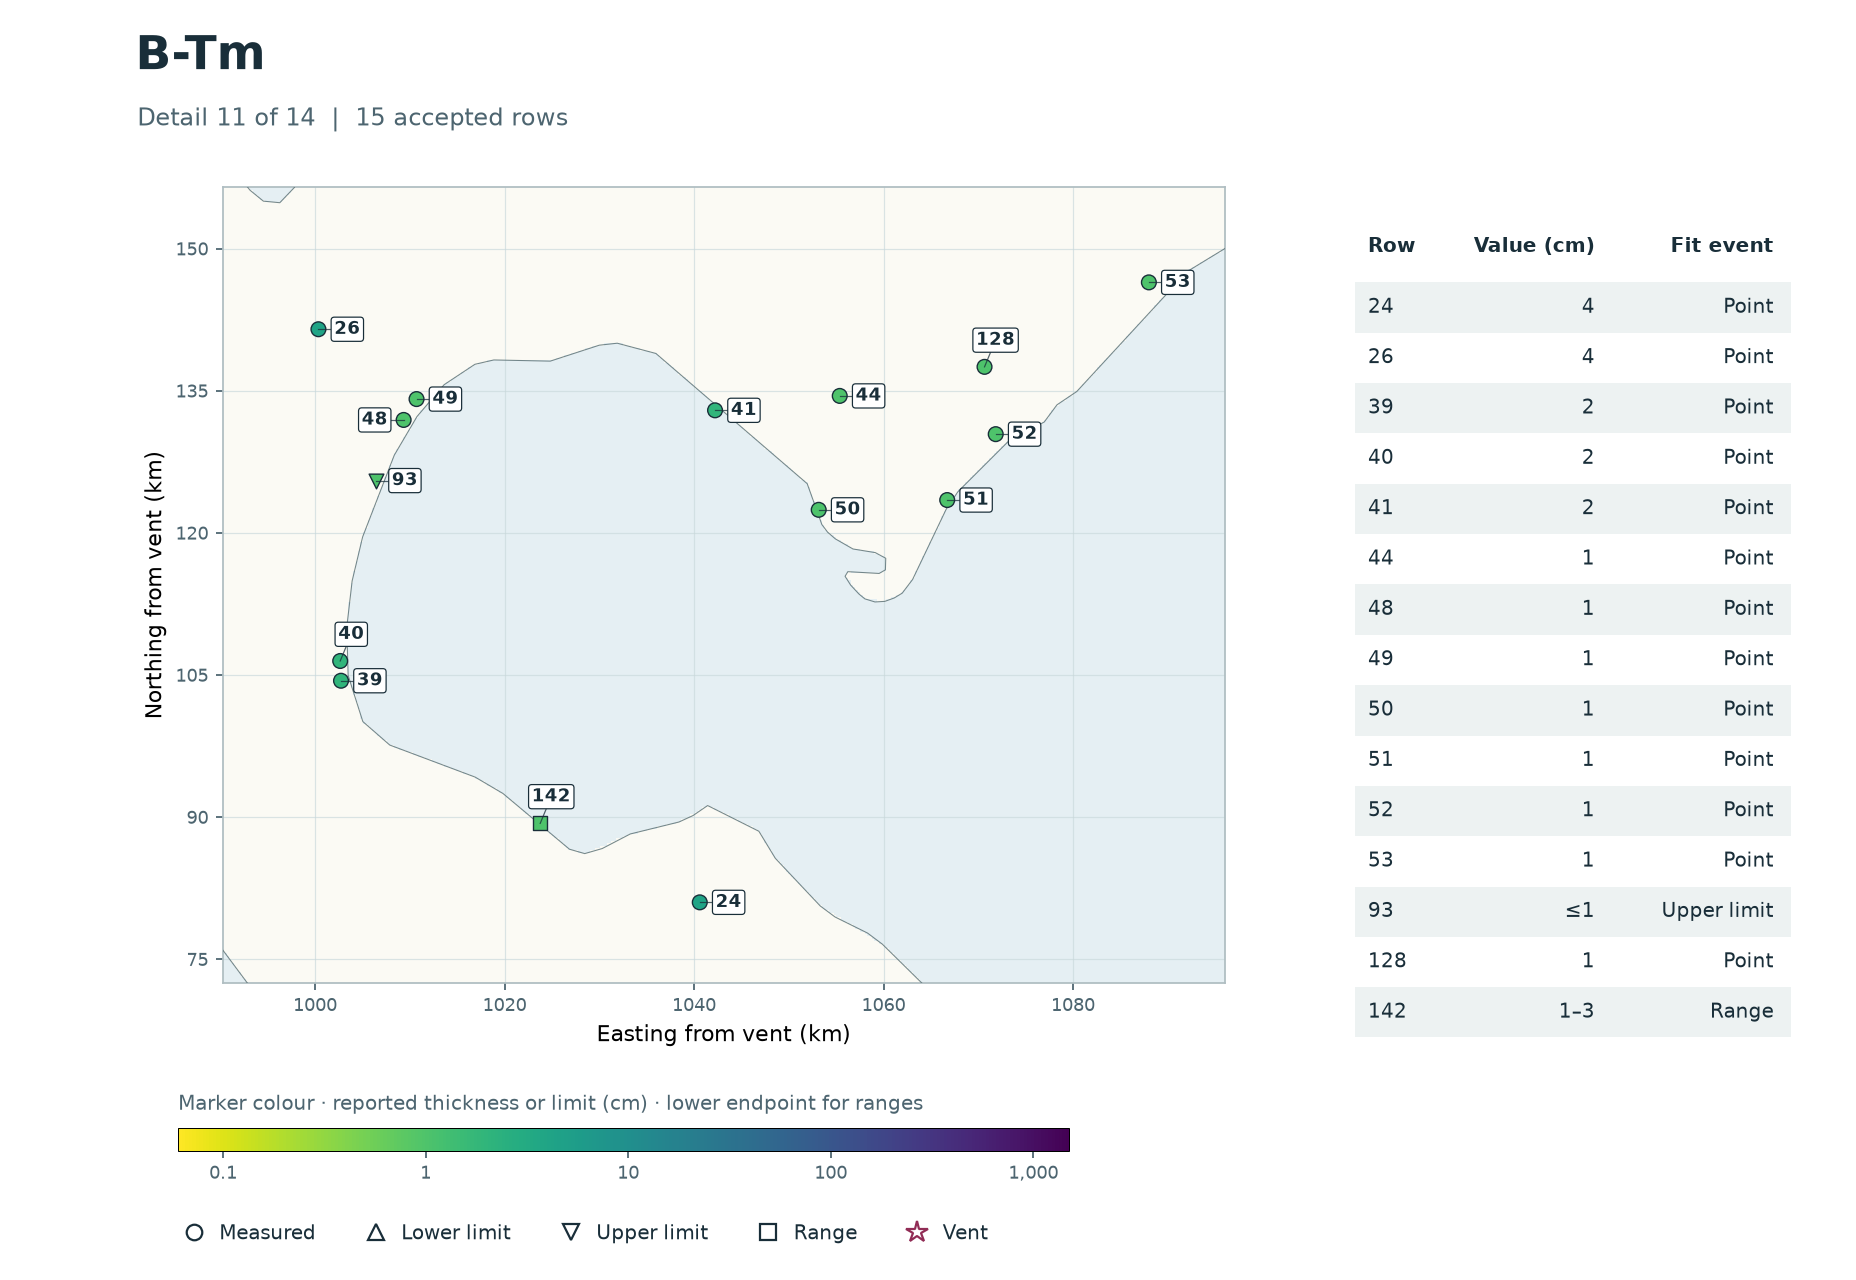 B-Tm
Detail 11 of 14 | 15 accepted rows
Northing from vent (km)
150
135
120
105
90
75
53
26
128
49
44
48
41
52
93
51
50
40
39
142
24
1000 1020 1040 1060 1080
Easting from vent (km)
Row Value (cm) Fit event
24 4 Point
26 4 Point
39 2 Point
40 2 Point
41 2 Point
44 1 Point
48 1 Point
49 1 Point
50 1 Point
51 1 Point
52 1 Point
53 1 Point
93 ≤1 Upper limit
128 1 Point
142 1–3 Range
Marker colour · reported thickness or limit (cm) · lower endpoint for ranges
0.1 1 10 100 1,000
Measured Lower limit Upper limit Range Vent